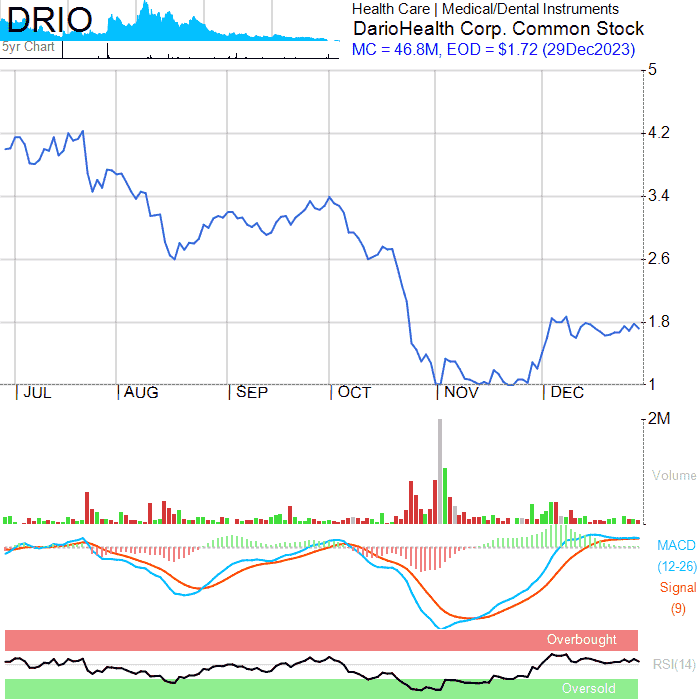 DRIO
5yr Chart
Health Care | Medical/Dental Instruments
DarioHealth Corp. Common Stock
MC = 46.8M, EOD = $1.72 (29Dec2023)
5
4.2
3.4
2.6
1.8
1
JUL
AUG
SEP
OCT
NOV
DEC
2M
Volume
MACD
(12-26)
Signal
(9)
Overbought
RSI(14)
Oversold